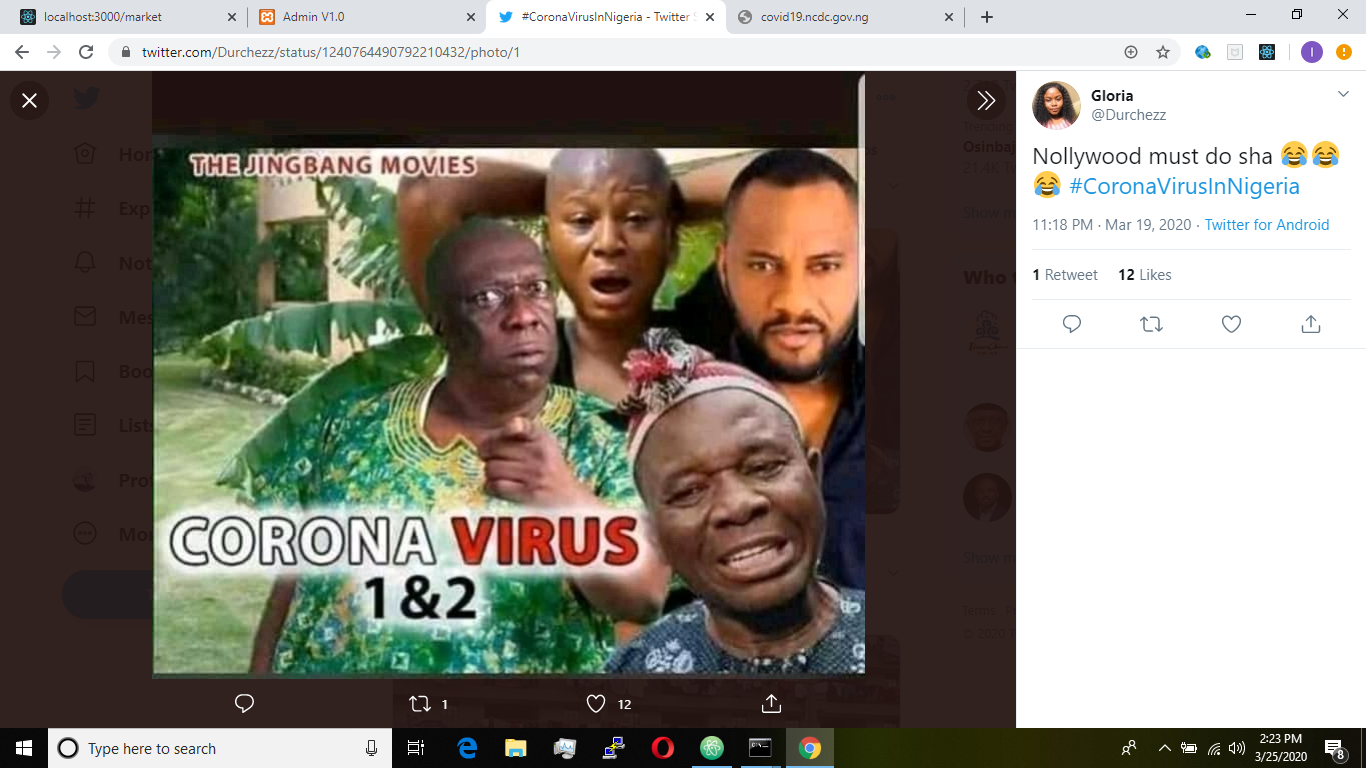 localhost:3000/market
Admin V1.0
#CoronaVirusInNigeria - Twitter S
covid19.ncdc.gov.ng
twitter.com/Durchezz/status/1240764490792210432/photo/1
I
THE JINGBANG MOVIES
CORONA VIRUS
1 & 2
Gloria
@Durchezz
Nollywood must do sha 😂😂
😂 #CoronaVirusInNigeria
11:18 PM · Mar 19, 2020 · Twitter for Android
1 Retweet 12 Likes
1
12
Type here to search
2:23 PM
3/25/2020
8